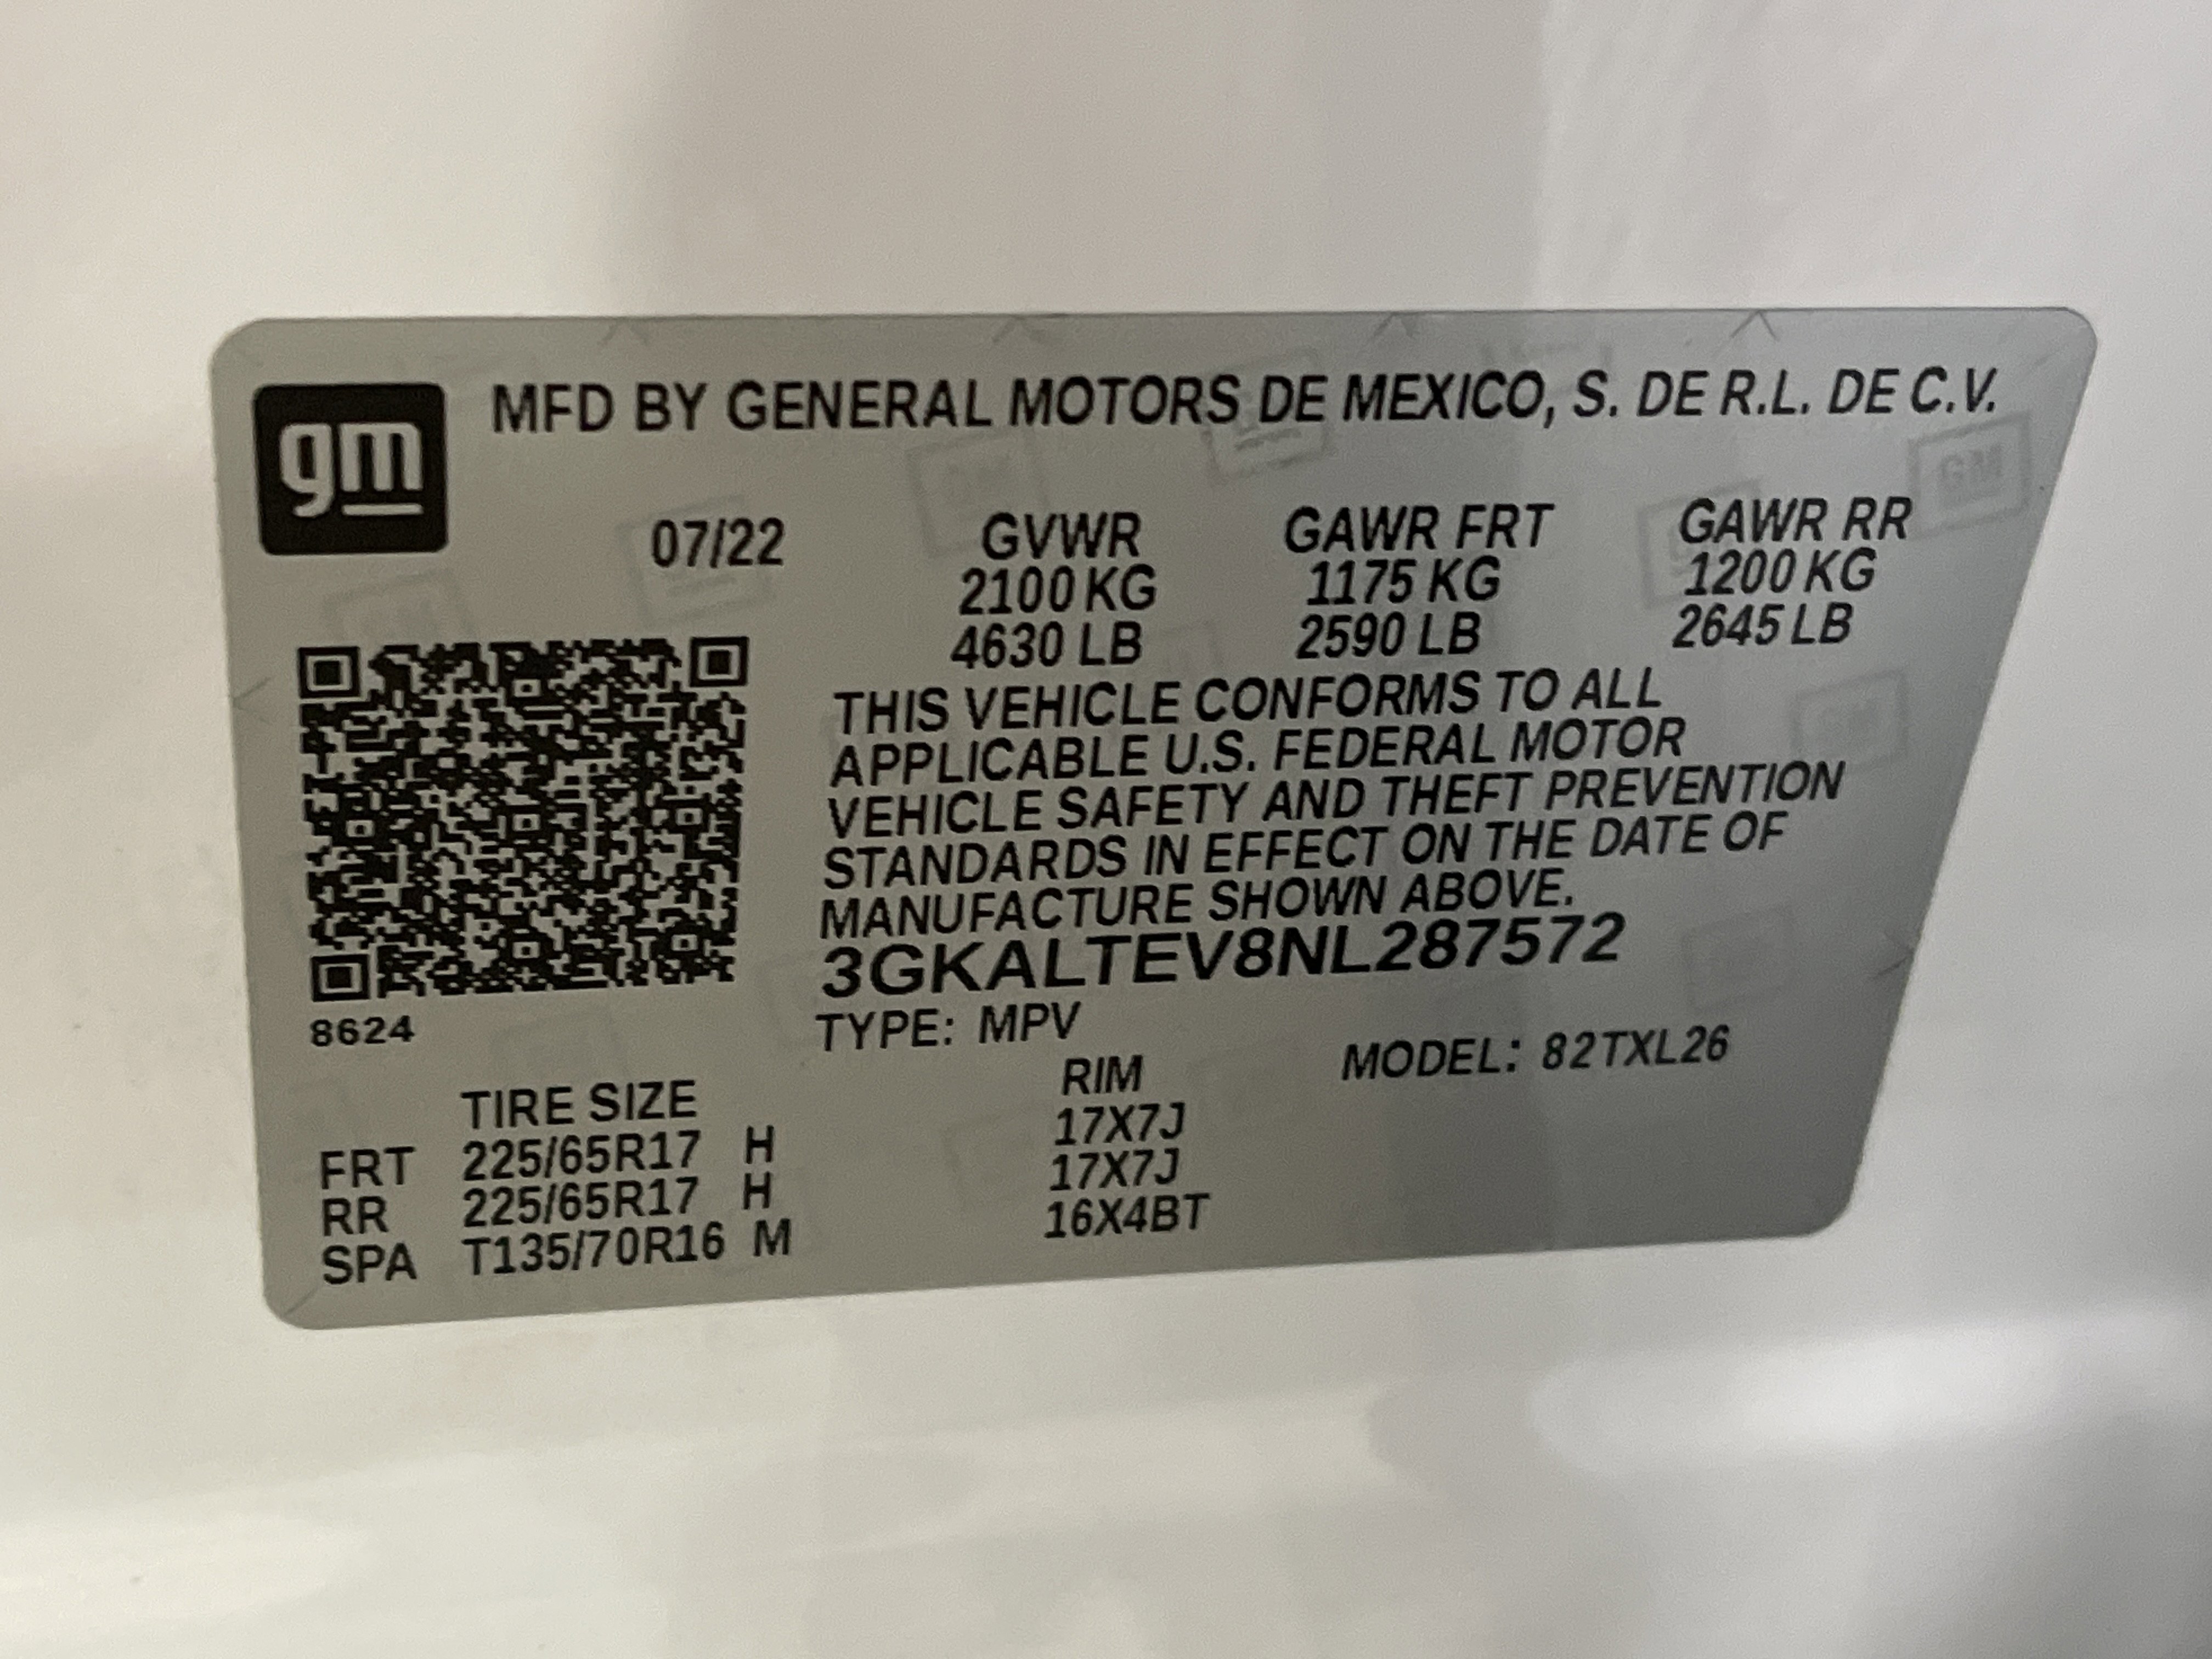 gm
MFD BY GENERAL MOTORS DE MEXICO, S. DE R.L. DE C.V.
07/22 GVWR GAWR FRT GAWR RR
2100 KG 1175 KG 1200 KG
4630 LB 2590 LB 2645 LB
THIS VEHICLE CONFORMS TO ALL
APPLICABLE U.S. FEDERAL MOTOR
VEHICLE SAFETY AND THEFT PREVENTION
STANDARDS IN EFFECT ON THE DATE OF
MANUFACTURE SHOWN ABOVE.
3GKALTEV8NL287572
8624
TYPE: MPV MODEL: 82TXL26
TIRE SIZE RIM
FRT 225/65R17 H 17X7J
RR 225/65R17 H 17X7J
SPA T135/70R16 M 16X4BT
GM